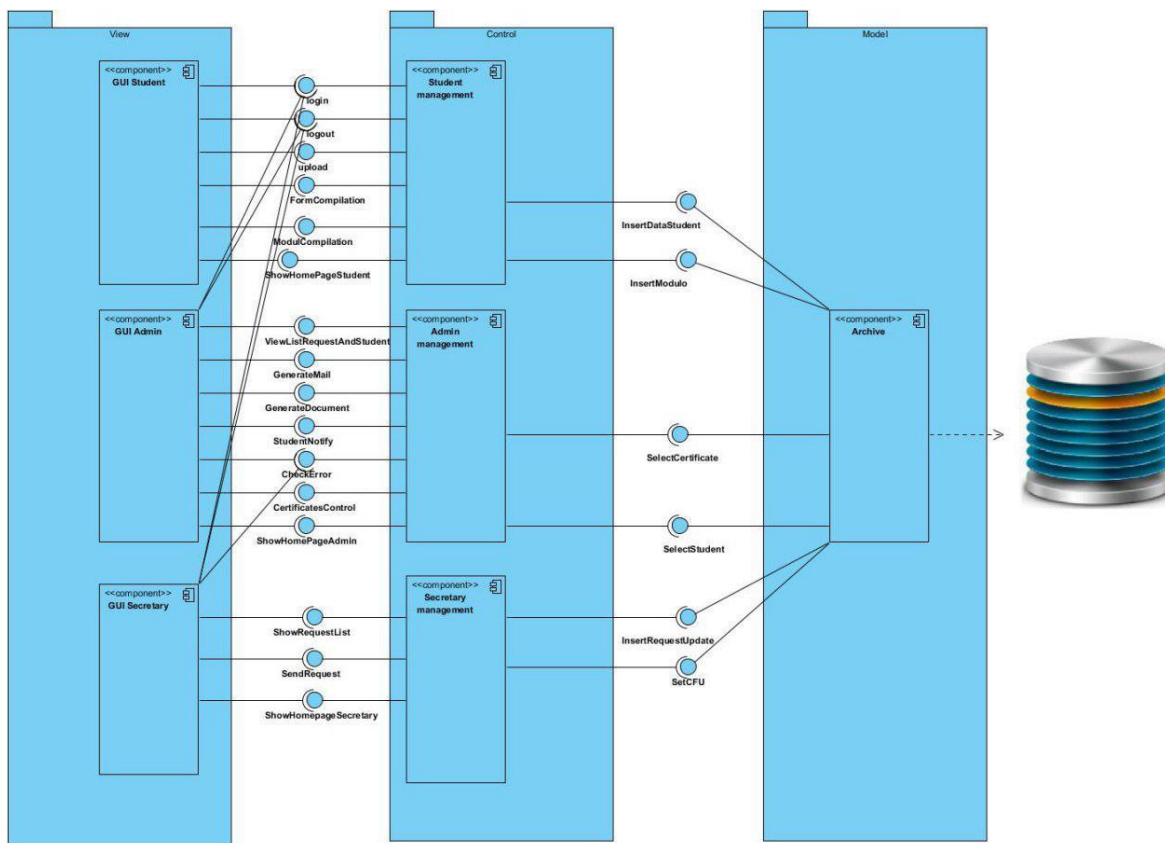 View
Control
Model
<<component>>
GUI Student
<<component>>
Student
management
login
logout
upload
FormCompilation
ModulCompilation
ShowHomePageStudent
InsertDataStudent
InsertModulo
<<component>>
GUI Admin
<<component>>
Admin
management
<<component>>
Archive
ViewListRequestAndStudent
GenerateMail
GenerateDocument
StudentNotify
CheckError
CertificatesControl
ShowHomePageAdmin
SelectCertificate
SelectStudent
<<component>>
GUI Secretary
<<component>>
Secretary
management
ShowRequestList
SendRequest
ShowHomepageSecretary
InsertRequestUpdate
SetCFU